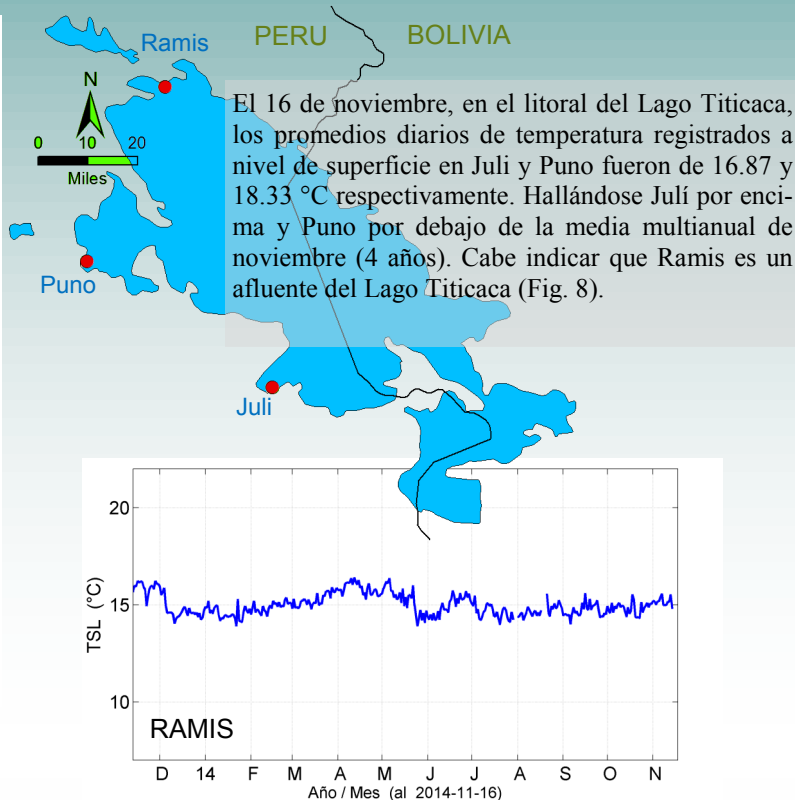 Ramis
PERU
BOLIVIA
N
0 10 20
Miles
El 16 de noviembre, en el litoral del Lago Titicaca,
los promedios diarios de temperatura registrados a
nivel de superficie en Juli y Puno fueron de 16.87 y
18.33 °C respectivamente. Hallándose Julí por enci-
ma y Puno por debajo de la media multianual de
noviembre (4 años). Cabe indicar que Ramis es un
afluente del Lago Titicaca (Fig. 8).
Puno
Juli
20
15
10
TSL (°C)
RAMIS
D 14 F M A M J J A S O N
Año / Mes (al 2014-11-16)